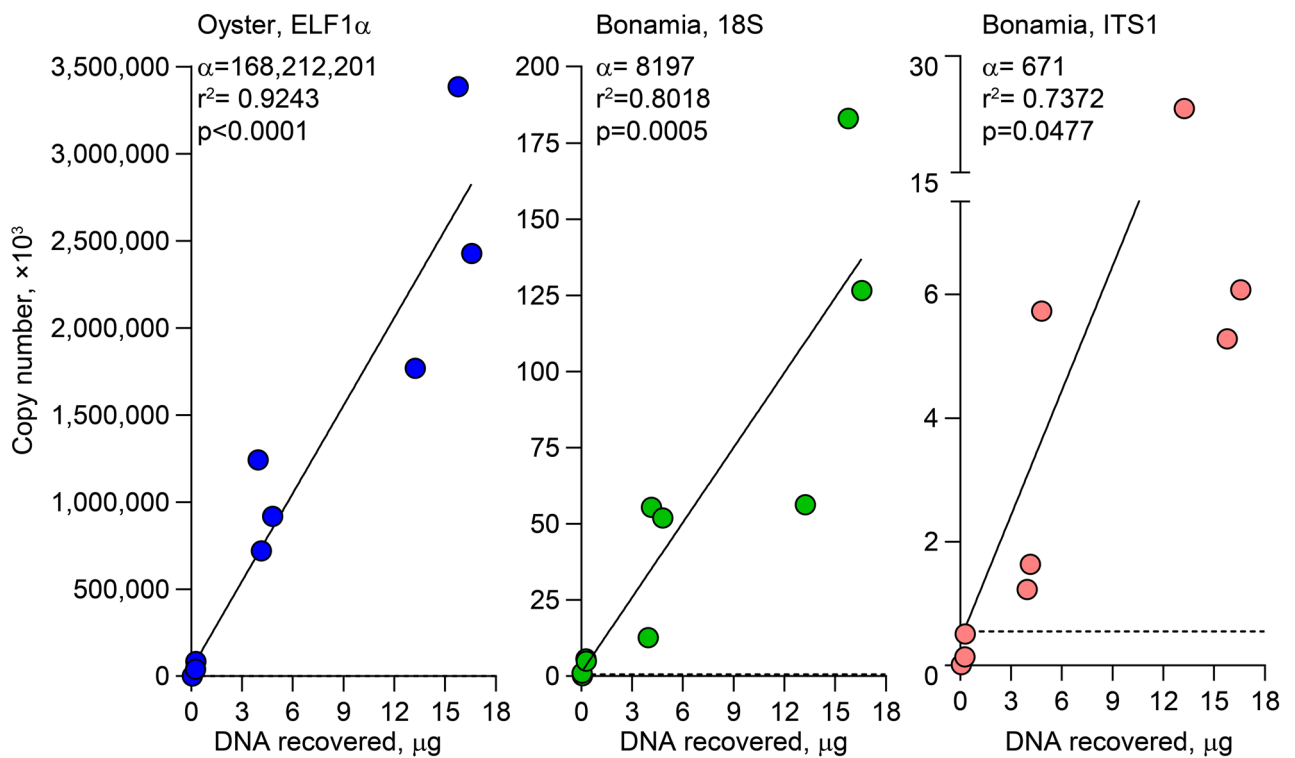 Oyster, ELF1α
α=168,212,201
r²= 0.9243
p<0.0001
3,500,000
3,000,000
2,500,000
2,000,000
1,500,000
1,000,000
500,000
0
Copy number, ×10³
0 3 6 9 12 15 18
DNA recovered, μg
Bonamia, 18S
α= 8197
r²=0.8018
p=0.0005
200
175
150
125
100
75
50
25
0
0 3 6 9 12 15 18
DNA recovered, μg
Bonamia, ITS1
α= 671
r²= 0.7372
p=0.0477
30
15
6
4
2
0
0 3 6 9 12 15 18
DNA recovered, μg